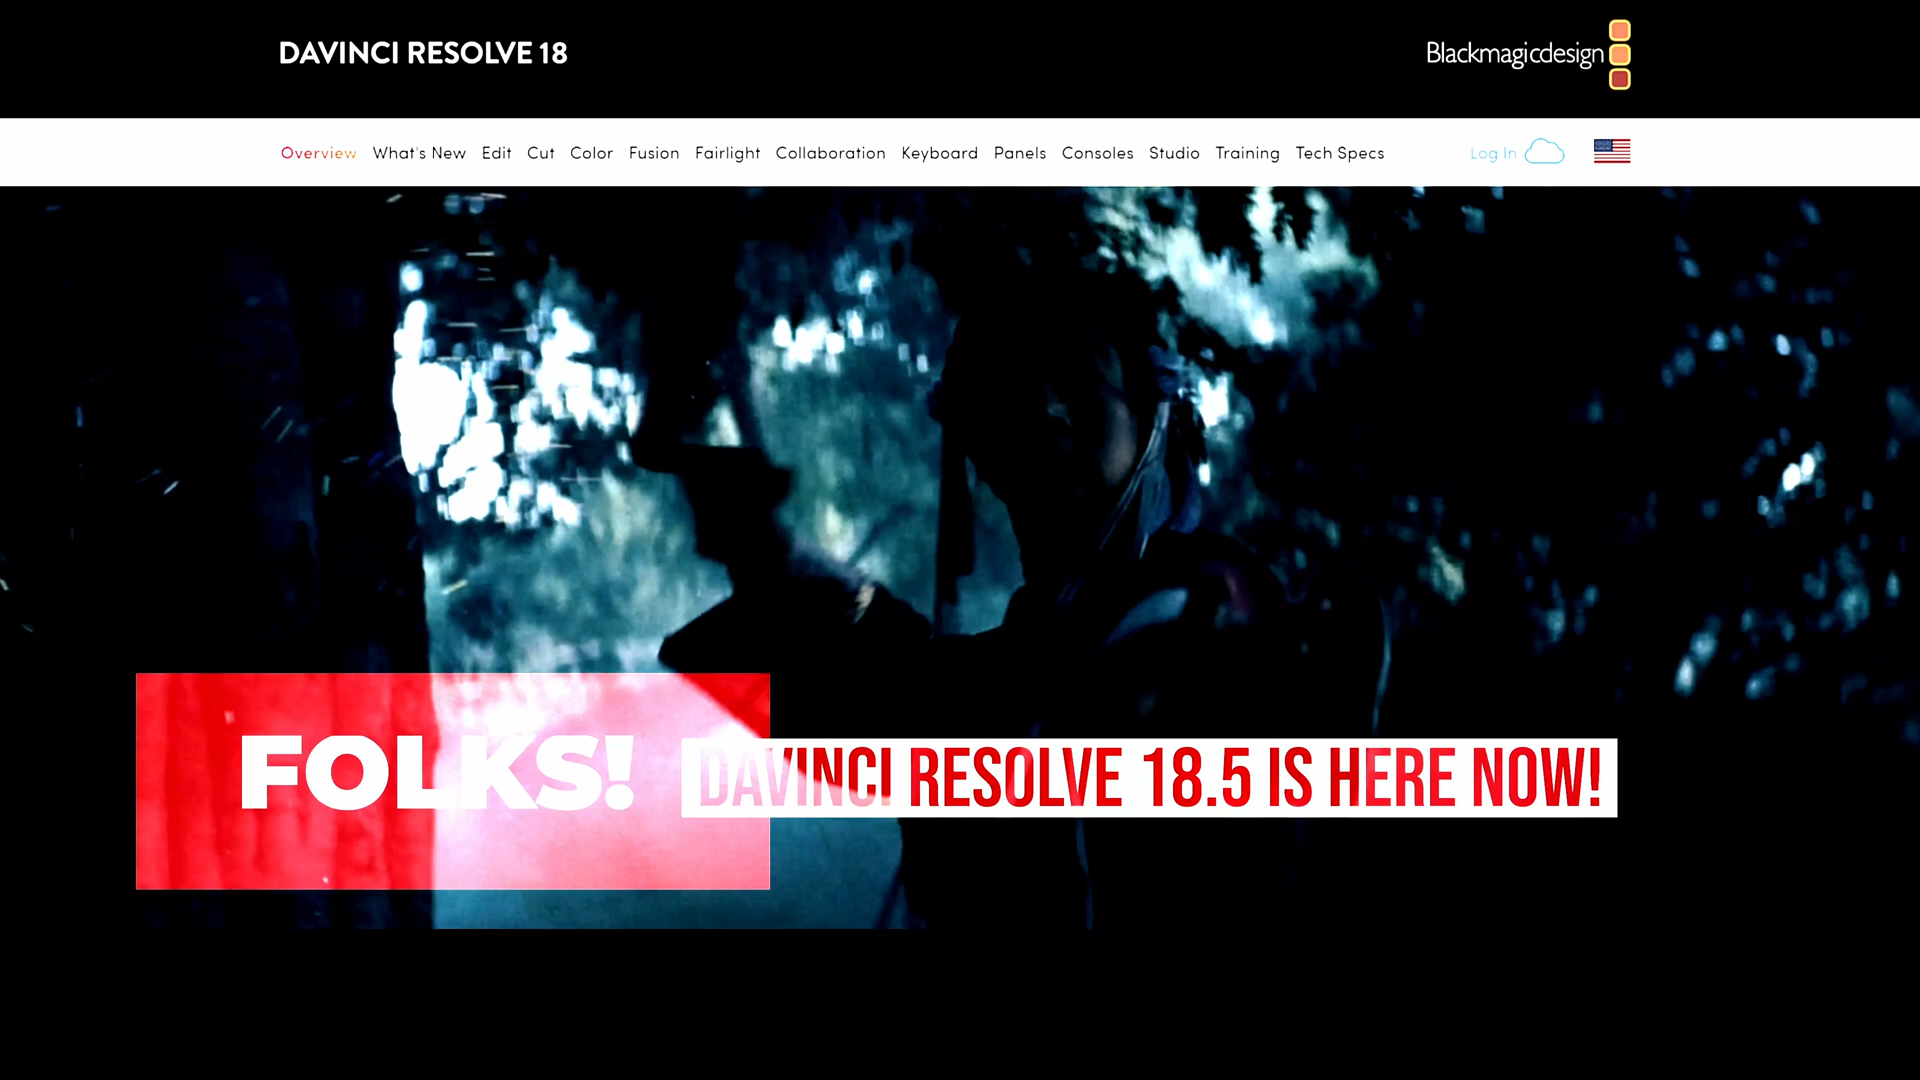 DAVINCI RESOLVE 18
Blackmagicdesign
Overview What's New Edit Cut Color Fusion Fairlight Collaboration Keyboard Panels Consoles Studio Training Tech Specs Log In
FOLKS!
DAVINCI RESOLVE 18.5 IS HERE NOW!